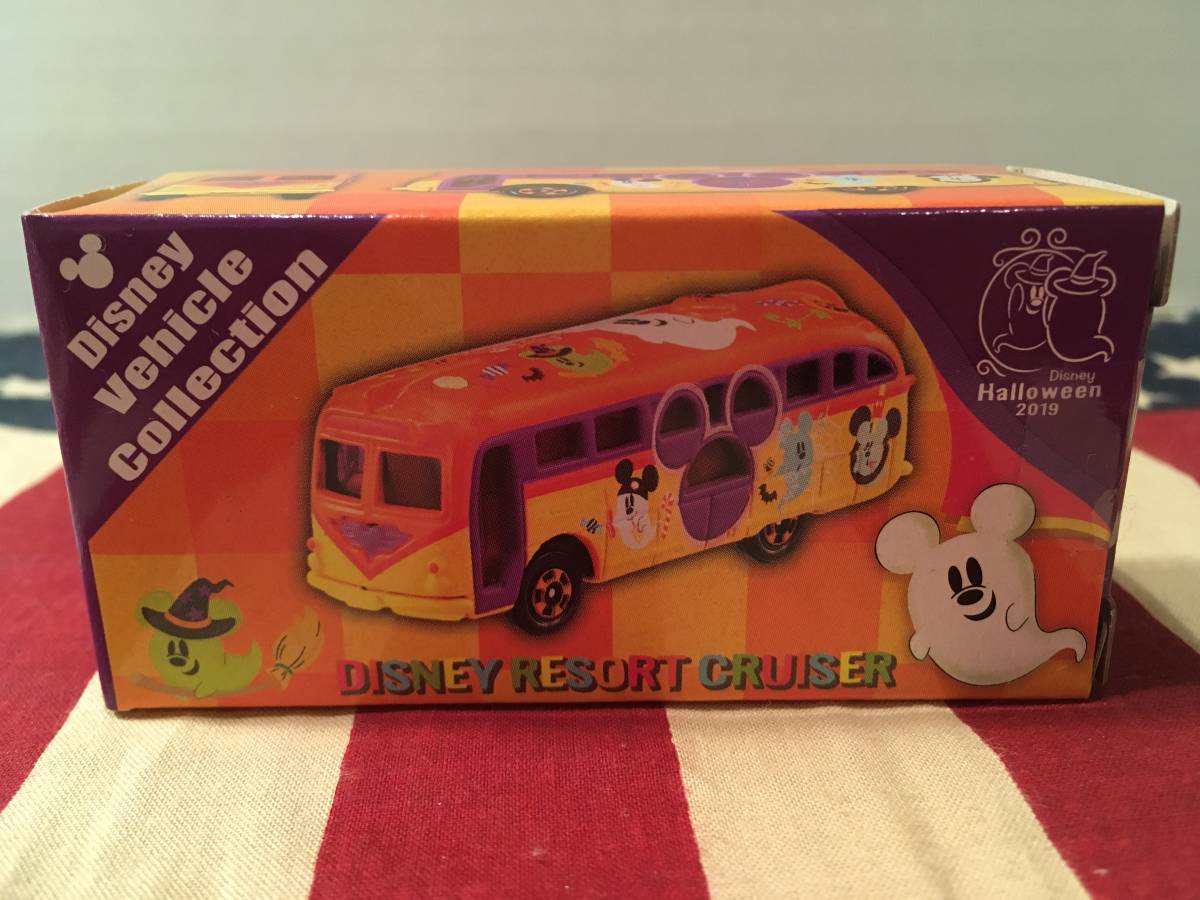 Disney
Vehicle
Collection
Disney
Halloween
2019
DISNEY RESORT CRUISER